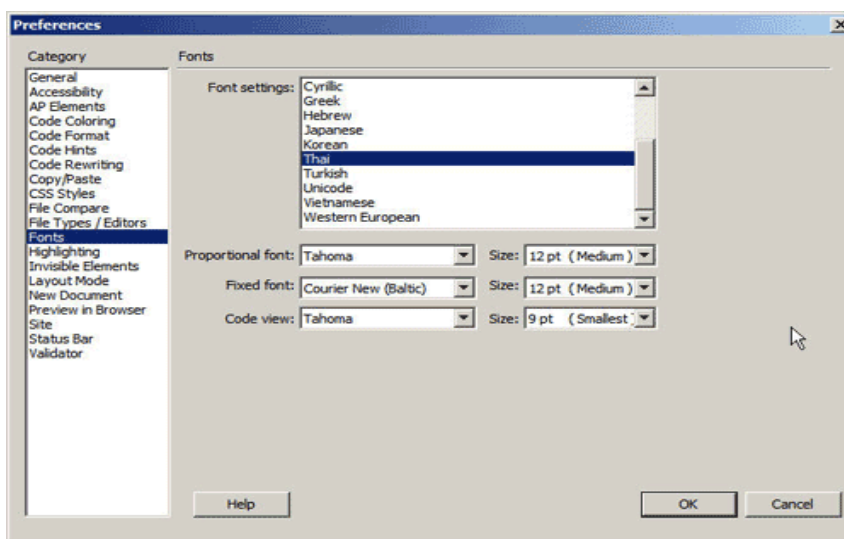 Preferences
Category
General
Accessibility
AP Elements
Code Coloring
Code Format
Code Hints
Code Rewriting
Copy/Paste
CSS Styles
File Compare
File Types / Editors
Fonts
Highlighting
Invisible Elements
Layout Mode
New Document
Preview in Browser
Site
Status Bar
Validator
Fonts
Font settings:
Cyrillic
Greek
Hebrew
Japanese
Korean
Thai
Turkish
Unicode
Vietnamese
Western European
Proportional font: Tahoma Size: 12 pt (Medium)
Fixed font: Courier New (Baltic) Size: 12 pt (Medium)
Code view: Tahoma Size: 9 pt (Smallest)
Help OK Cancel